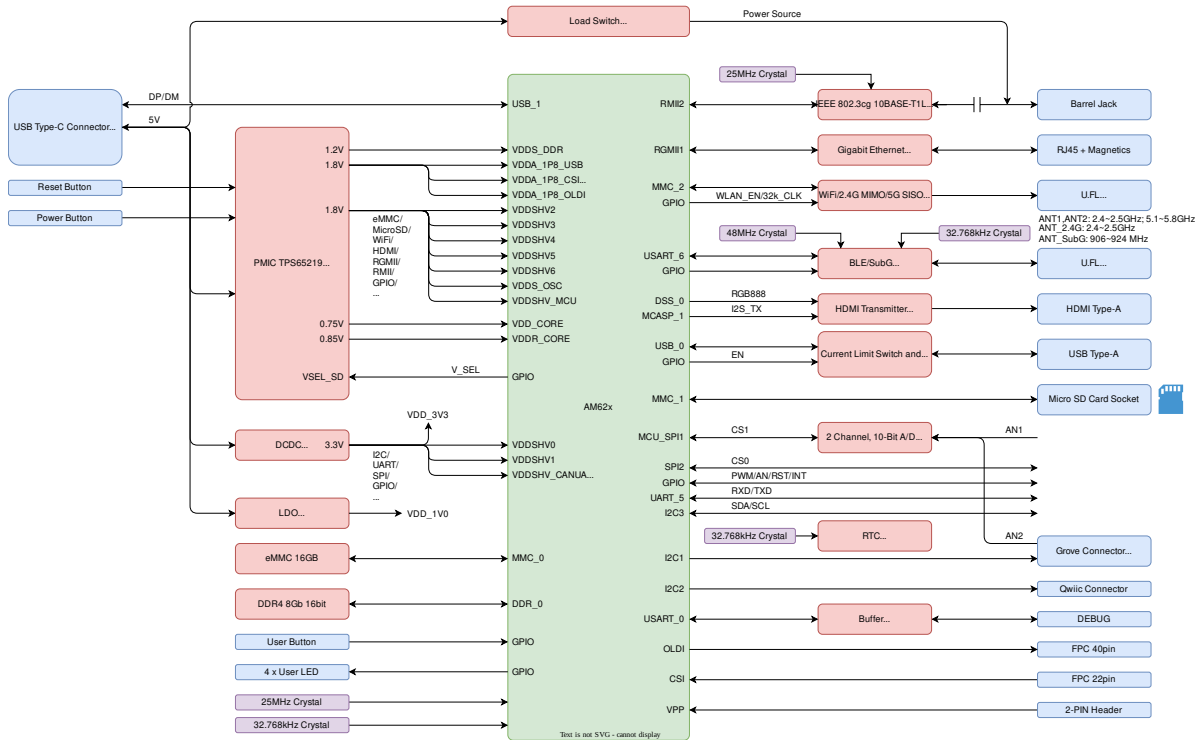 Load Switch...
Power Source
25MHz Crystal
USB Type-C Connector...
DP/DM
5V
USB_1
RMII2
IEEE 802.3cg 10BASE-T1L...
Barrel Jack
1.2V
VDDS_DDR
RGMII1
Gigabit Ethernet...
RJ45 + Magnetics
1.8V
VDDA_1P8_USB
VDDA_1P8_CSI...
VDDA_1P8_OLDI
Reset Button
Power Button
MMC_2
GPIO
WLAN_EN/32k_CLK
WiFi/2.4G MIMO/5G SISO...
U.FL...
ANT1,ANT2: 2.4~2.5GHz; 5.1~5.8GHz
ANT_2.4G: 2.4~2.5GHz
ANT_SubG: 906~924 MHz
1.8V
VDDSHV2
VDDSHV3
VDDSHV4
VDDSHV5
VDDSHV6
VDDS_OSC
VDDSHV_MCU
eMMC/
MicroSD/
WiFi/
HDMI/
RGMII/
RMII/
GPIO/
...
PMIC TPS65219...
48MHz Crystal
32.768kHz Crystal
USART_6
GPIO
BLE/SubG...
U.FL...
DSS_0
RGB888
MCASP_1
I2S_TX
HDMI Transmitter...
HDMI Type-A
0.75V
VDD_CORE
0.85V
VDDR_CORE
USB_0
GPIO
EN
Current Limit Switch and...
USB Type-A
VSEL_SD
V_SEL
GPIO
AM62x
MMC_1
Micro SD Card Socket
VDD_3V3
DCDC...
3.3V
VDDSHV0
VDDSHV1
VDDSHV_CANUA...
I2C/
UART/
SPI/
GPIO/
...
MCU_SPI1
CS1
2 Channel, 10-Bit A/D...
AN1
SPI2
CS0
GPIO
PWM/AN/RST/INT
UART_5
RXD/TXD
I2C3
SDA/SCL
LDO...
VDD_1V0
32.768kHz Crystal
RTC...
AN2
Grove Connector...
eMMC 16GB
MMC_0
I2C1
I2C2
Qwiic Connector
DDR4 8Gb 16bit
DDR_0
USART_0
Buffer...
DEBUG
User Button
GPIO
OLDI
FPC 40pin
4 x User LED
GPIO
CSI
FPC 22pin
25MHz Crystal
VPP
2-PIN Header
32.768kHz Crystal
Text is not SVG - cannot display